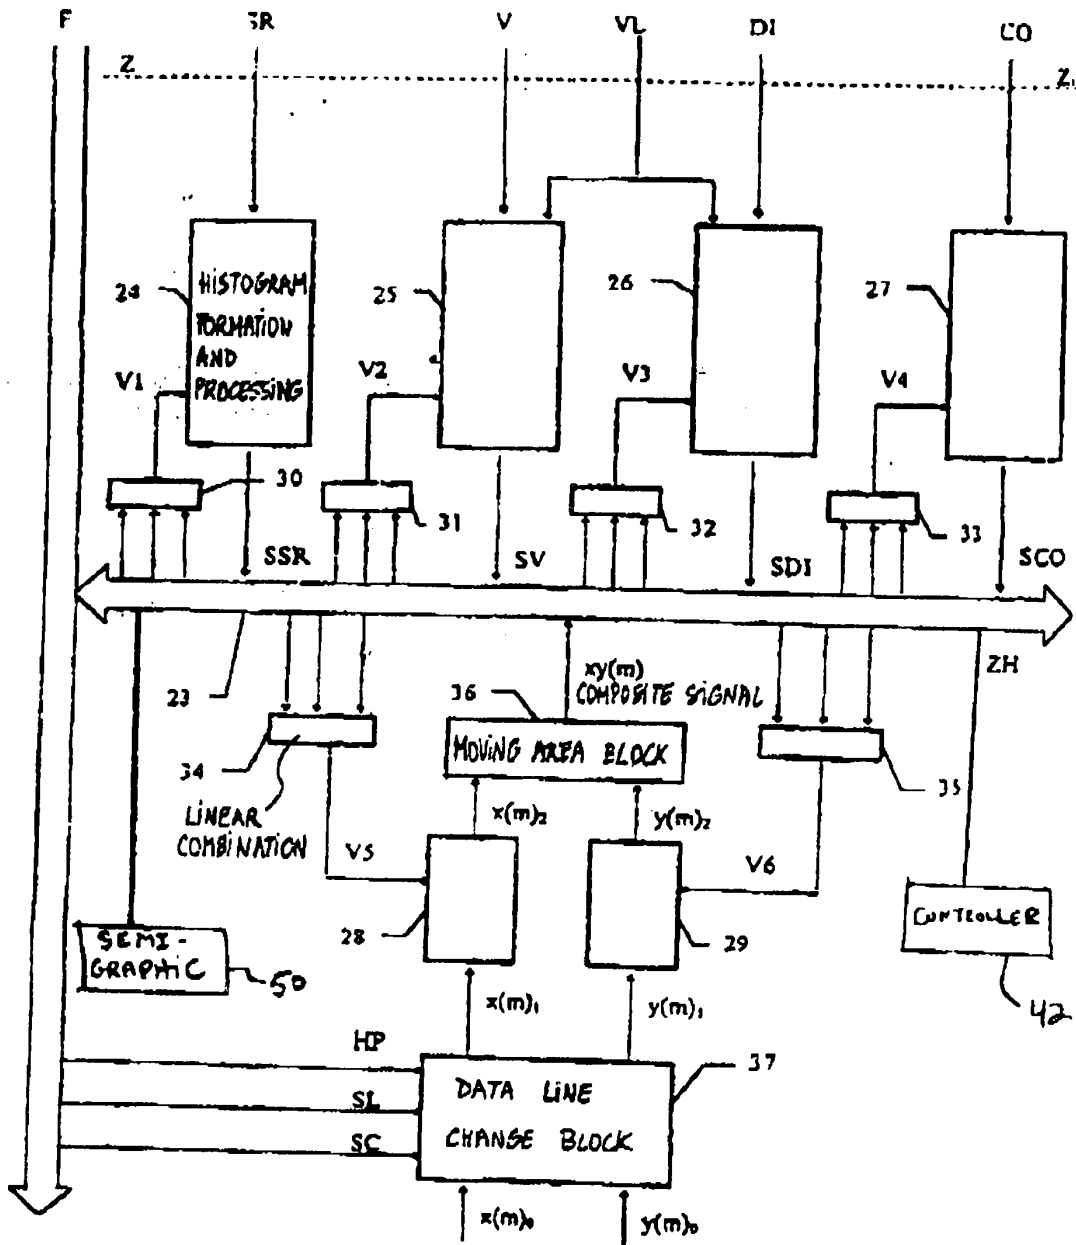 F SR V VL DI CO
Z Z₁
24 HISTOGRAM FORMATION AND PROCESSING
25
26
27
V1 V2 V3 V4
30
31
32
33
SSR SV SDI SCO
23
xy(m)
COMPOSITE SIGNAL
ZH
36
MOVING AREA BLOCK
34
LINEAR
COMBINATION
35
x(m)₂ y(m)₂
V5 V6
28 29
SEMI-
GRAPHIC
50
CONTROLLER
42
x(m)₁ y(m)₁
HP
SL
SC
DATA LINE
CHANGE BLOCK
37
x(m)₀ y(m)₀